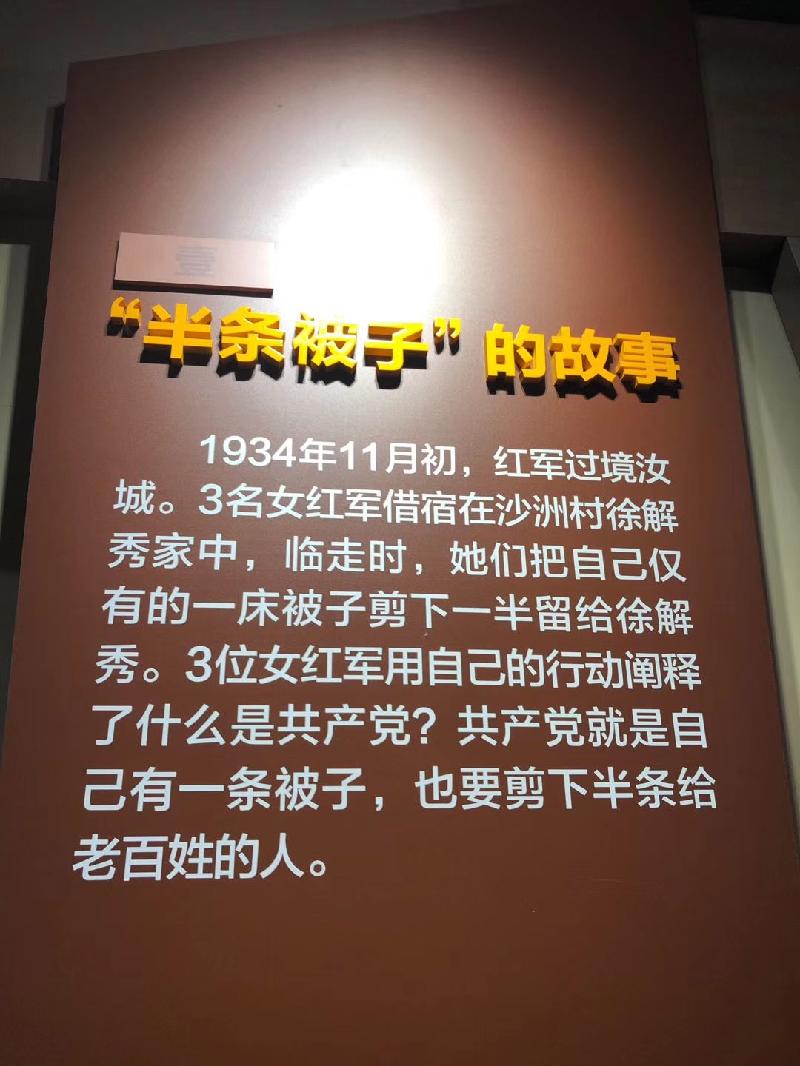 “半条被子”的故事
1934年11月初，红军过境汝
城。3名女红军借宿在沙洲村徐解
秀家中，临走时，她们把自己仅
有的一床被子剪下一半留给徐解
秀。3位女红军用自己的行动阐释
了什么是共产党？共产党就是自
己有一条被子，也要剪下半条给
老百姓的人。